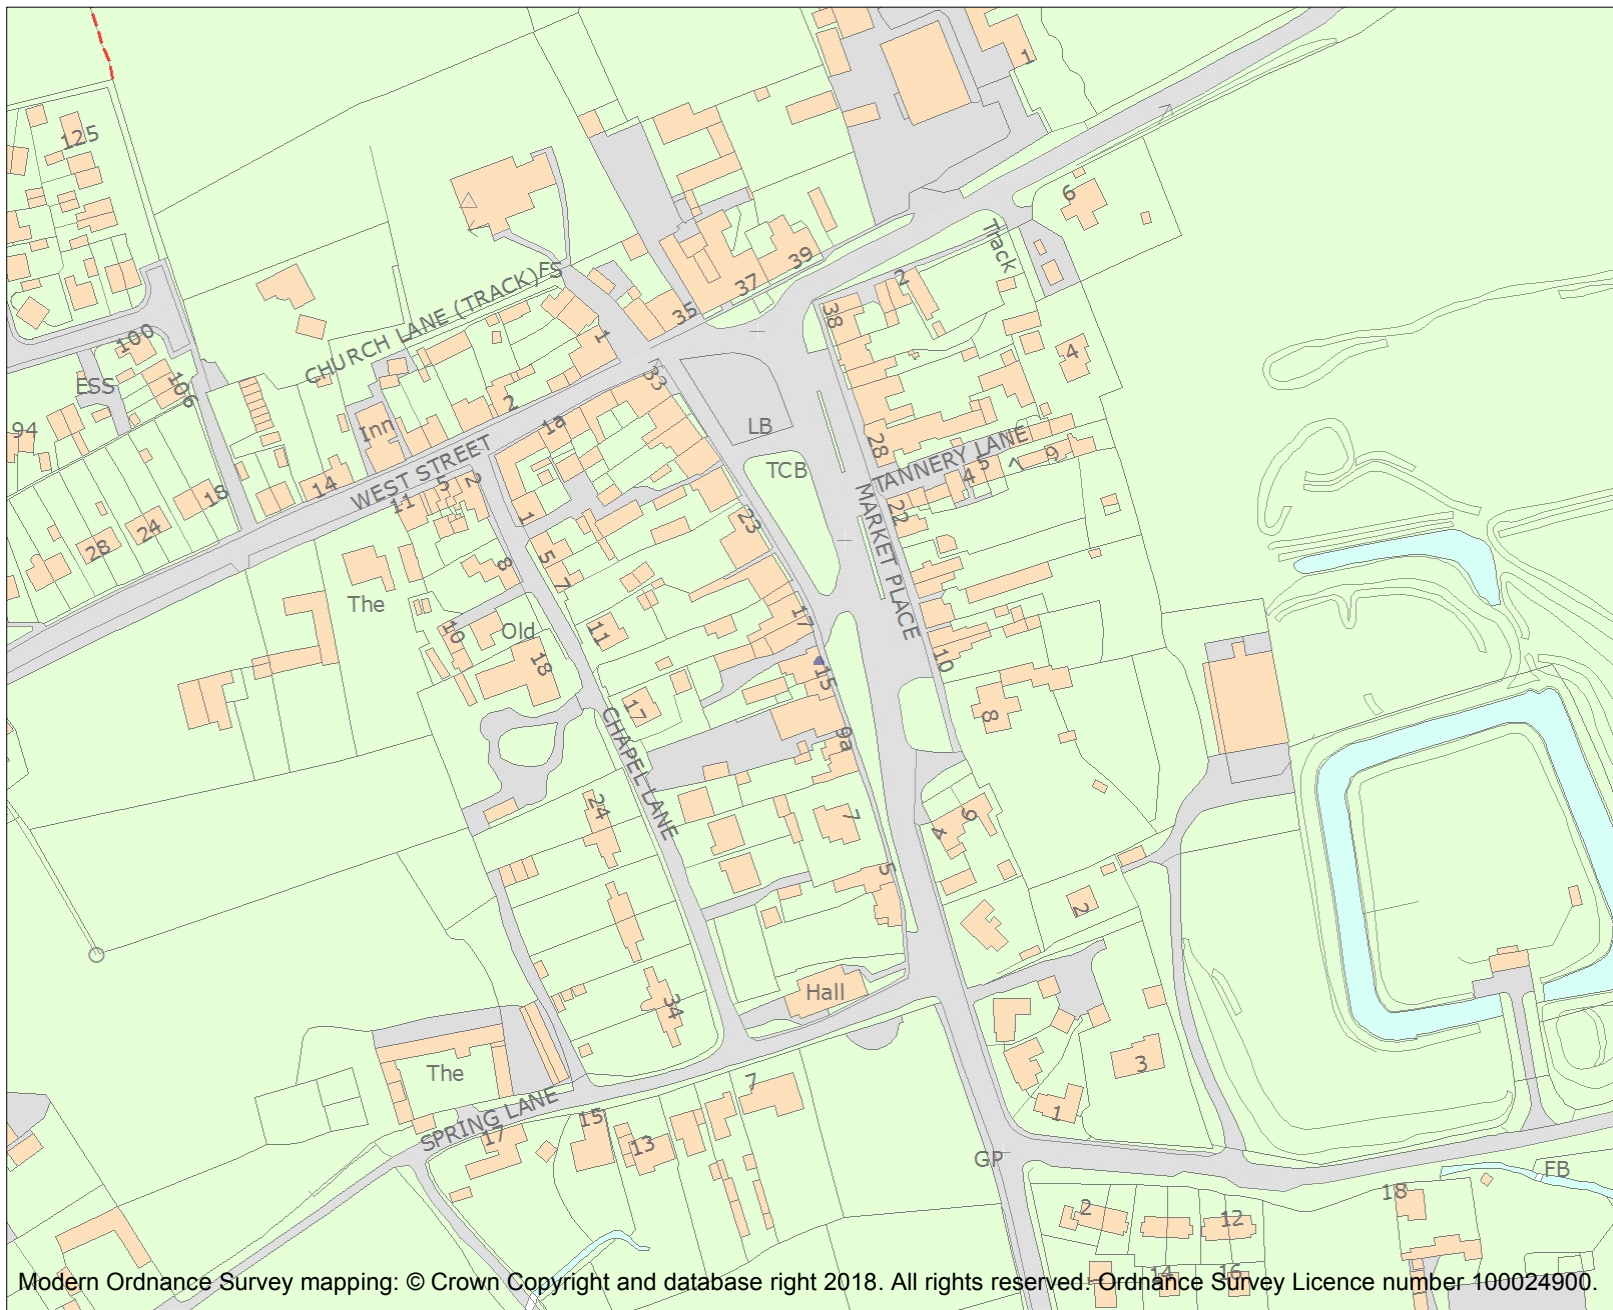 1
125
6
Track
39
FS
37
2
35
38
CHURCH LANE (TRACK)
1
100
4
33
ESS
106
2
1a
LB
94
Inn
28
TANNERY LANE
WEST STREET
TCB
5
7
9
4
2
5
14
18
11
22
1
23
MARKET PLACE
24
28
5
8
7
The
17
10
Old
11
18
10
15
17
8
CHAPEL LANE
9a
24
7
6
4
5
2
Hall
34
3
The
7
1
SPRING LANE
15
17
13
GP
FB
18
2
12
14
16
Modern Ordnance Survey mapping: © Crown Copyright and database right 2018. All rights reserved. Ordnance Survey Licence number 100024900.